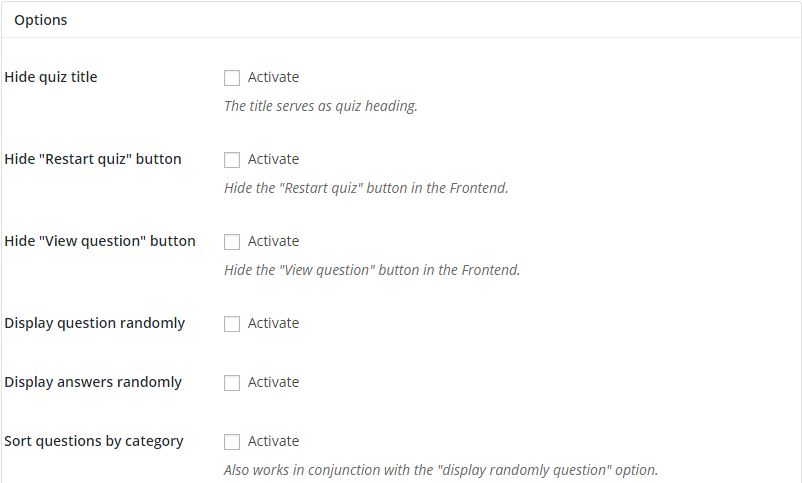 Options
Hide quiz title Activate
The title serves as quiz heading.
Hide "Restart quiz" button Activate
Hide the "Restart quiz" button in the Frontend.
Hide "View question" button Activate
Hide the "View question" button in the Frontend.
Display question randomly Activate
Display answers randomly Activate
Sort questions by category Activate
Also works in conjunction with the "display randomly question" option.